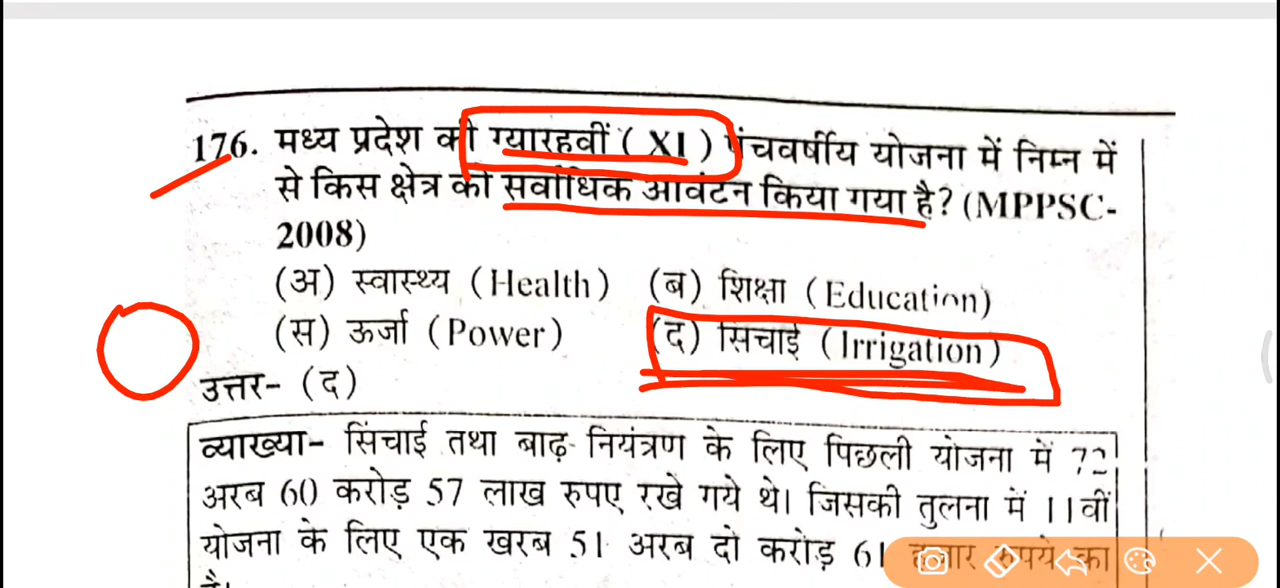 176. मध्य प्रदेश की ग्यारहवीं ( XI ) पंचवर्षीय योजना में निम्न में
से किस क्षेत्र को सर्वाधिक आवंटन किया गया है? (MPPSC-
2008)
(अ) स्वास्थ्य ( Health ) (ब) शिक्षा ( Education)
(स) ऊर्जा ( Power ) (द) सिंचाई ( Irrigation )
उत्तर- (द)
व्याख्या- सिंचाई तथा बाढ़ नियंत्रण के लिए पिछली योजना में 72
अरब 60 करोड़ 57 लाख रुपए रखे गये थे। जिसकी तुलना में 11वीं
योजना के लिए एक खरब 51 अरब दो करोड़ 61 हजार रुपये का